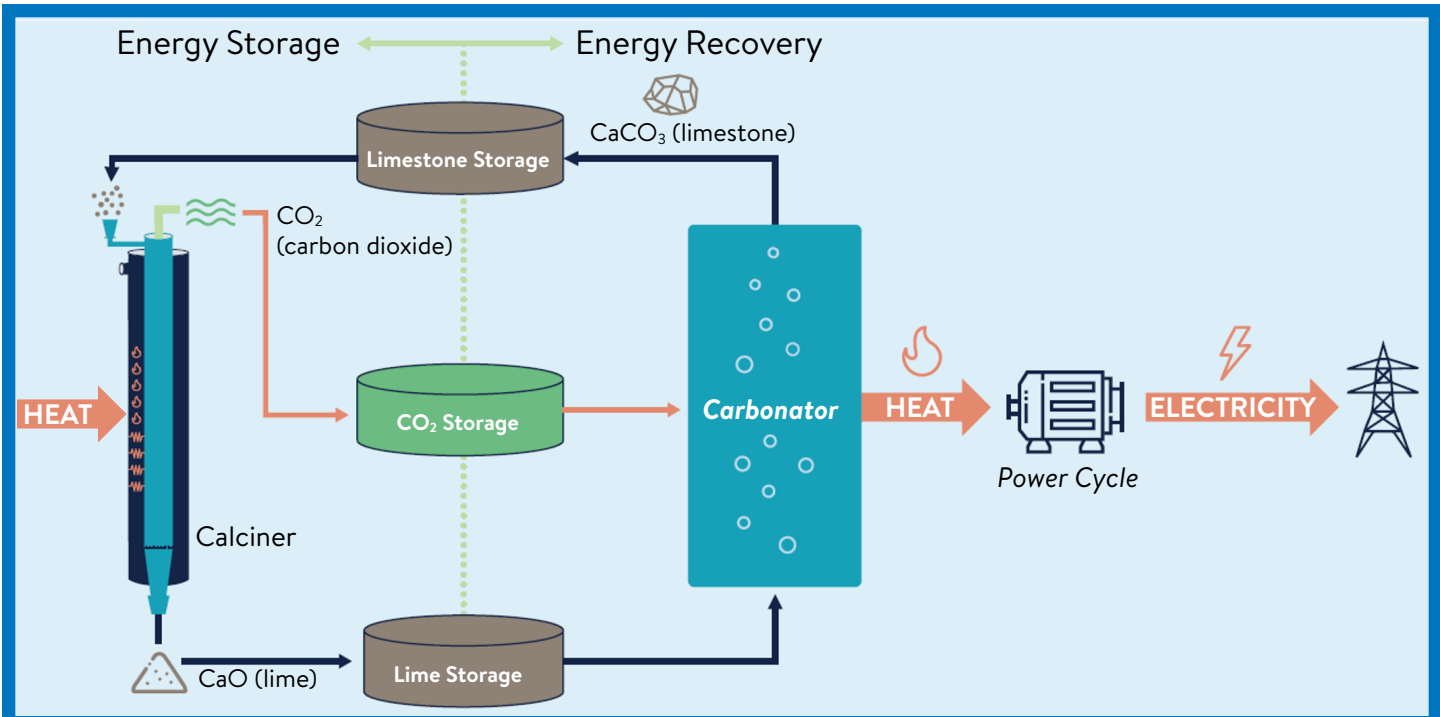 Energy Storage
Energy Recovery
CaCO₃ (limestone)
Limestone Storage
CO₂
(carbon dioxide)
HEAT
CO₂ Storage
Carbonator
HEAT
ELECTRICITY
Power Cycle
Calciner
CaO (lime)
Lime Storage